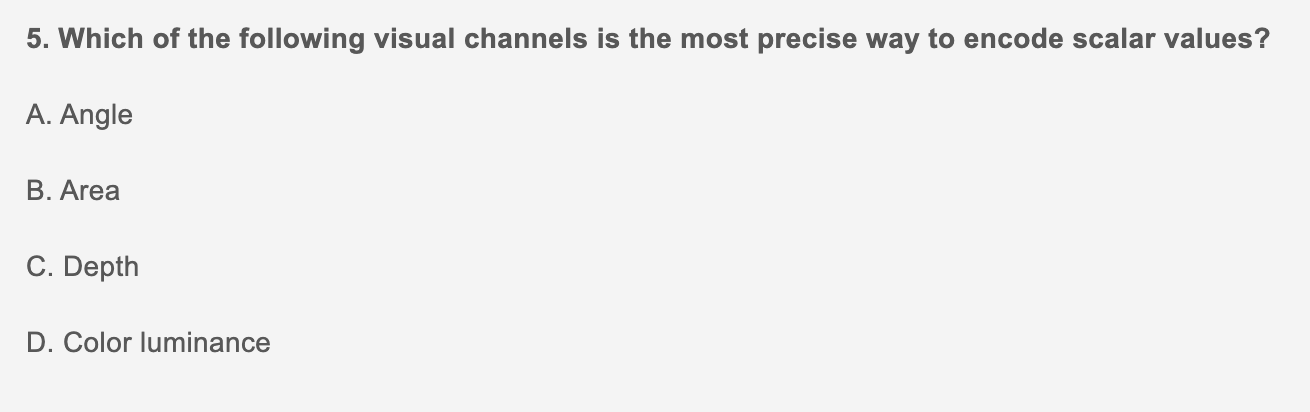 5. Which of the following visual channels is the most precise way to encode scalar values?
A. Angle
B. Area
C. Depth
D. Color luminance